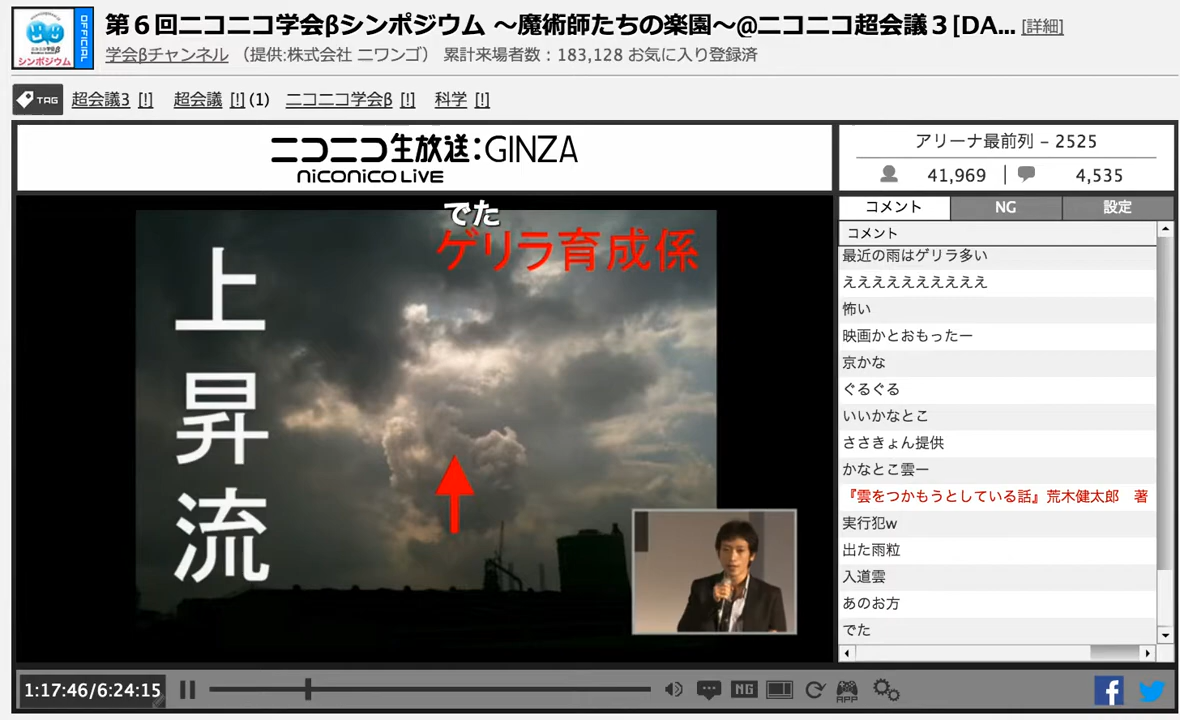 第６回ニコニコ学会βシンポジウム ～魔術師たちの楽園～@ニコニコ超会議３[DA... [詳細]
OFFICIAL
シンポジウム
学会βチャンネル （提供:株式会社 ニワンゴ） 累計来場者数：183,128 お気に入り登録済
TAG 超会議3 [!] 超会議 [!](1) ニコニコ学会β [!] 科学 [!]
ニコニコ生放送:GINZA
niconico Live
アリーナ最前列 − 2525
41,969 4,535
コメント NG 設定
コメント
最近の雨はゲリラ多い
ええええええええええ
怖い
映画かとおもったー
京かな
ぐるぐる
いいかなとこ
ささきょん提供
かなとこ雲ー
『雲をつかもうとしている話』荒木健太郎　著
実行犯w
出た雨粒
入道雲
あのお方
でた
でた
ゲリラ育成係
上昇流
1:17:46/6:24:15
NG
APP